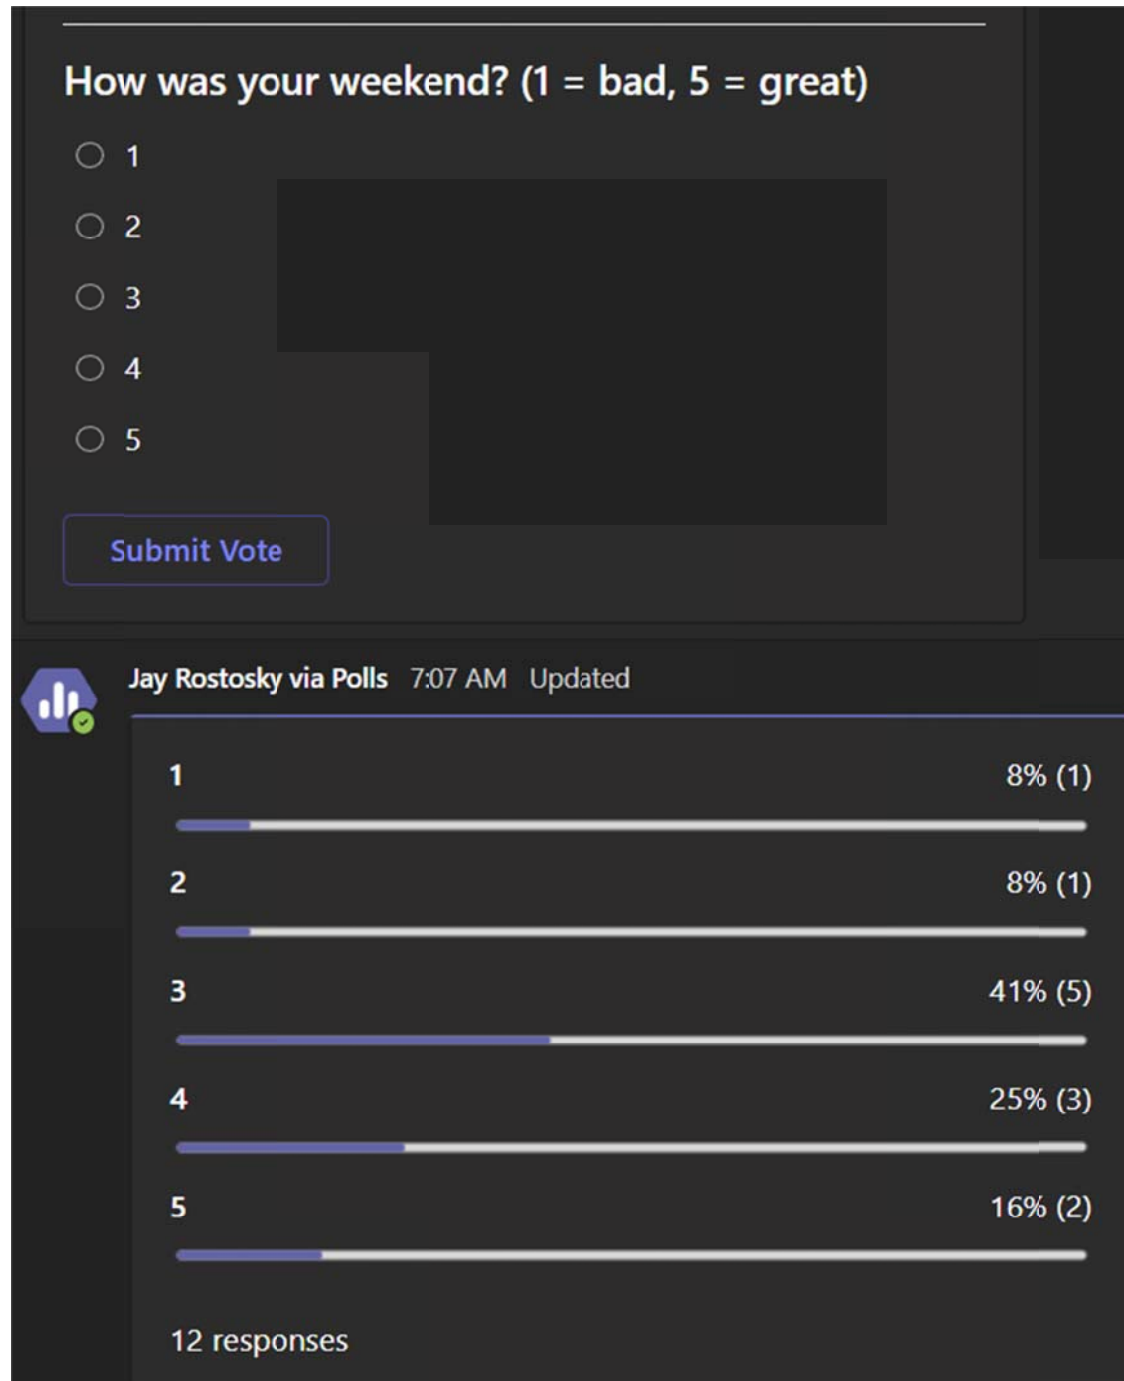 How was your weekend? (1 = bad, 5 = great)
1
2
3
4
5
Submit Vote
Jay Rostosky via Polls 7:07 AM Updated
1 8% (1)
2 8% (1)
3 41% (5)
4 25% (3)
5 16% (2)
12 responses